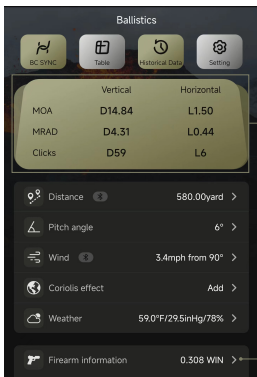 Ballistics
BC SYNC Table Historical Data Setting
Vertical Horizontal
MOA D14.84 L1.50
MRAD D4.31 L0.44
Clicks D59 L6
Distance 580.00yard
Pitch angle 6°
Wind 3.4mph from 90°
Coriolis effect Add
Weather 59.0°F/29.5inHg/78%
Firearm information 0.308 WIN